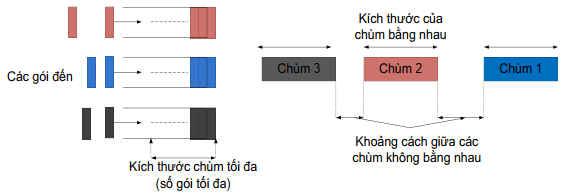 Các gói đến
Kích thước chùm tối đa
(số gói tối đa)
Kích thước của
chùm bằng nhau
Chùm 3
Chùm 2
Chùm 1
Khoảng cách giữa các
chùm không bằng nhau